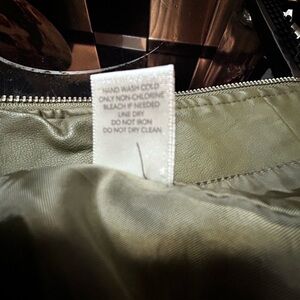 HAND WASH COLD
ONLY NON-CHLORINE
BLEACH IF NEEDED
LINE DRY
DO NOT IRON
DO NOT DRY CLEAN